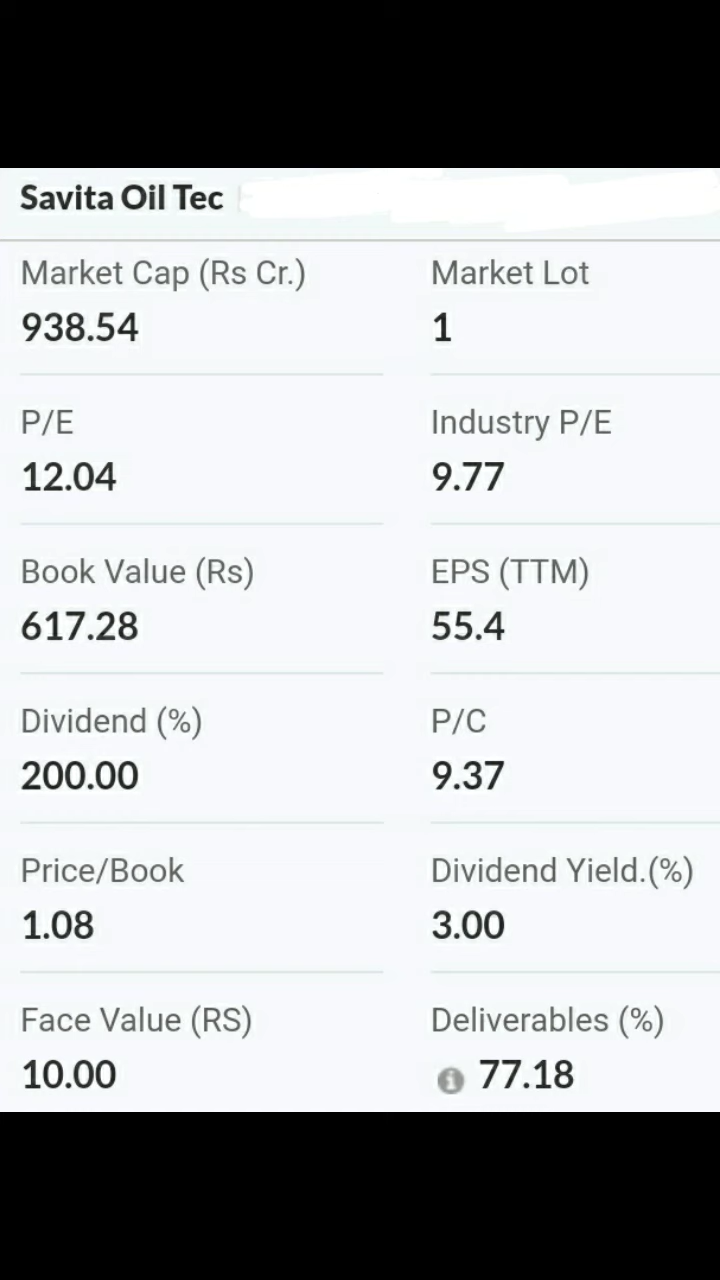 Savita Oil Tec
Market Cap (Rs Cr.) Market Lot
938.54 1
P/E Industry P/E
12.04 9.77
Book Value (Rs) EPS (TTM)
617.28 55.4
Dividend (%) P/C
200.00 9.37
Price/Book Dividend Yield.(%)
1.08 3.00
Face Value (RS) Deliverables (%)
10.00 77.18